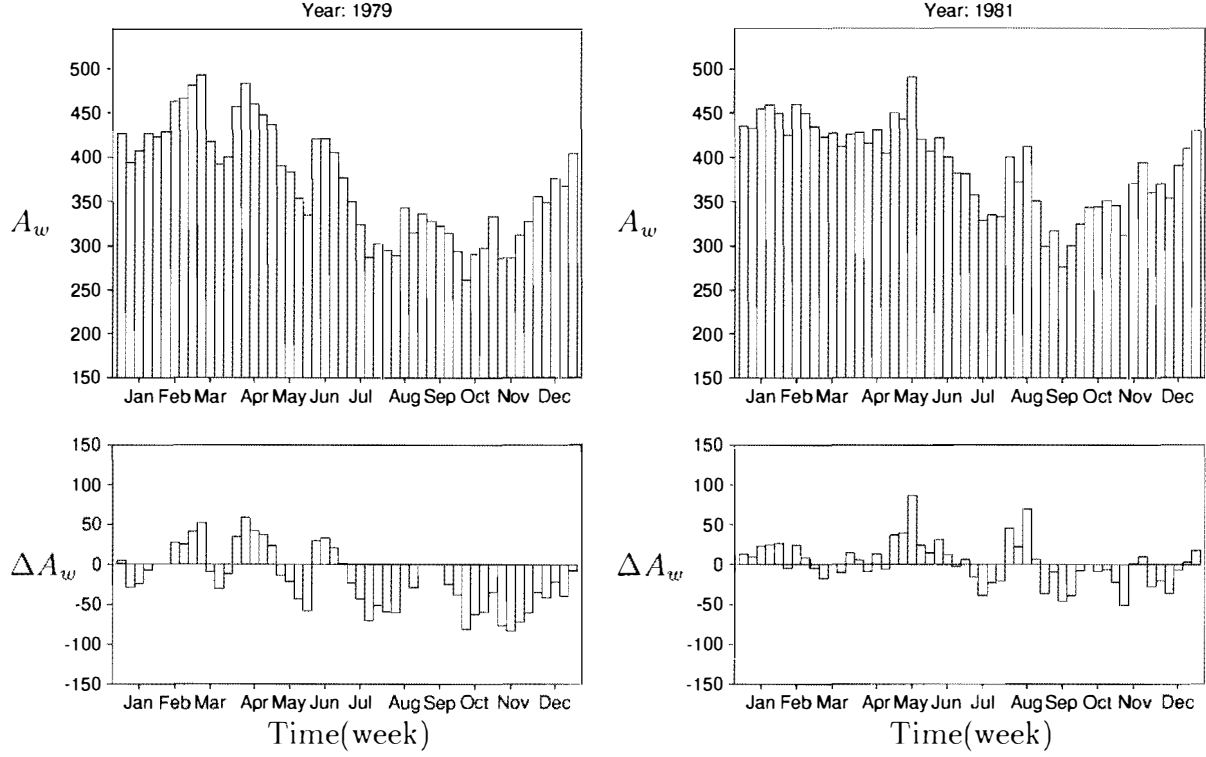 Year: 1979
500
450
400
350
300
250
200
150
A_w
Jan Feb Mar Apr May Jun Jul Aug Sep Oct Nov Dec
150
100
50
0
-50
-100
-150
ΔA_w
Jan Feb Mar Apr May Jun Jul Aug Sep Oct Nov Dec
Time(week)
Year: 1981
500
450
400
350
300
250
200
150
A_w
Jan Feb Mar Apr May Jun Jul Aug Sep Oct Nov Dec
150
100
50
0
-50
-100
-150
ΔA_w
Jan Feb Mar Apr May Jun Jul Aug Sep Oct Nov Dec
Time(week)